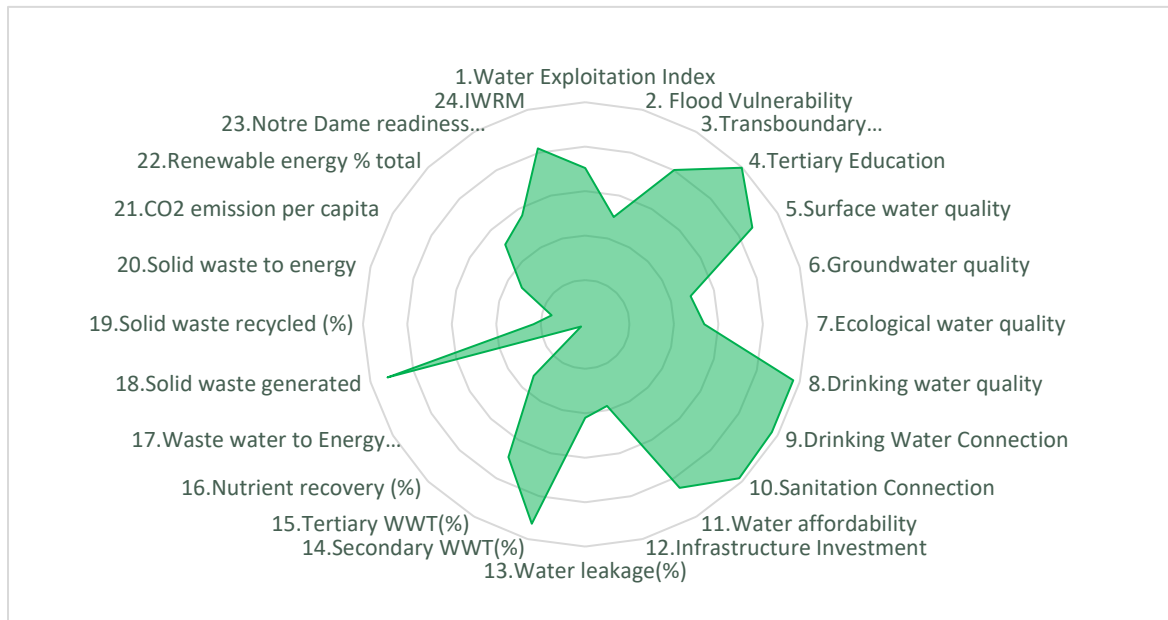 1.Water Exploitation Index
2. Flood Vulnerability
3.Transboundary...
4.Tertiary Education
5.Surface water quality
6.Groundwater quality
7.Ecological water quality
8.Drinking water quality
9.Drinking Water Connection
10.Sanitation Connection
11.Water affordability
12.Infrastructure Investment
13.Water leakage(%)
14.Secondary WWT(%)
15.Tertiary WWT(%)
16.Nutrient recovery (%)
17.Waste water to Energy...
18.Solid waste generated
19.Solid waste recycled (%)
20.Solid waste to energy
21.CO2 emission per capita
22.Renewable energy % total
23.Notre Dame readiness...
24.IWRM